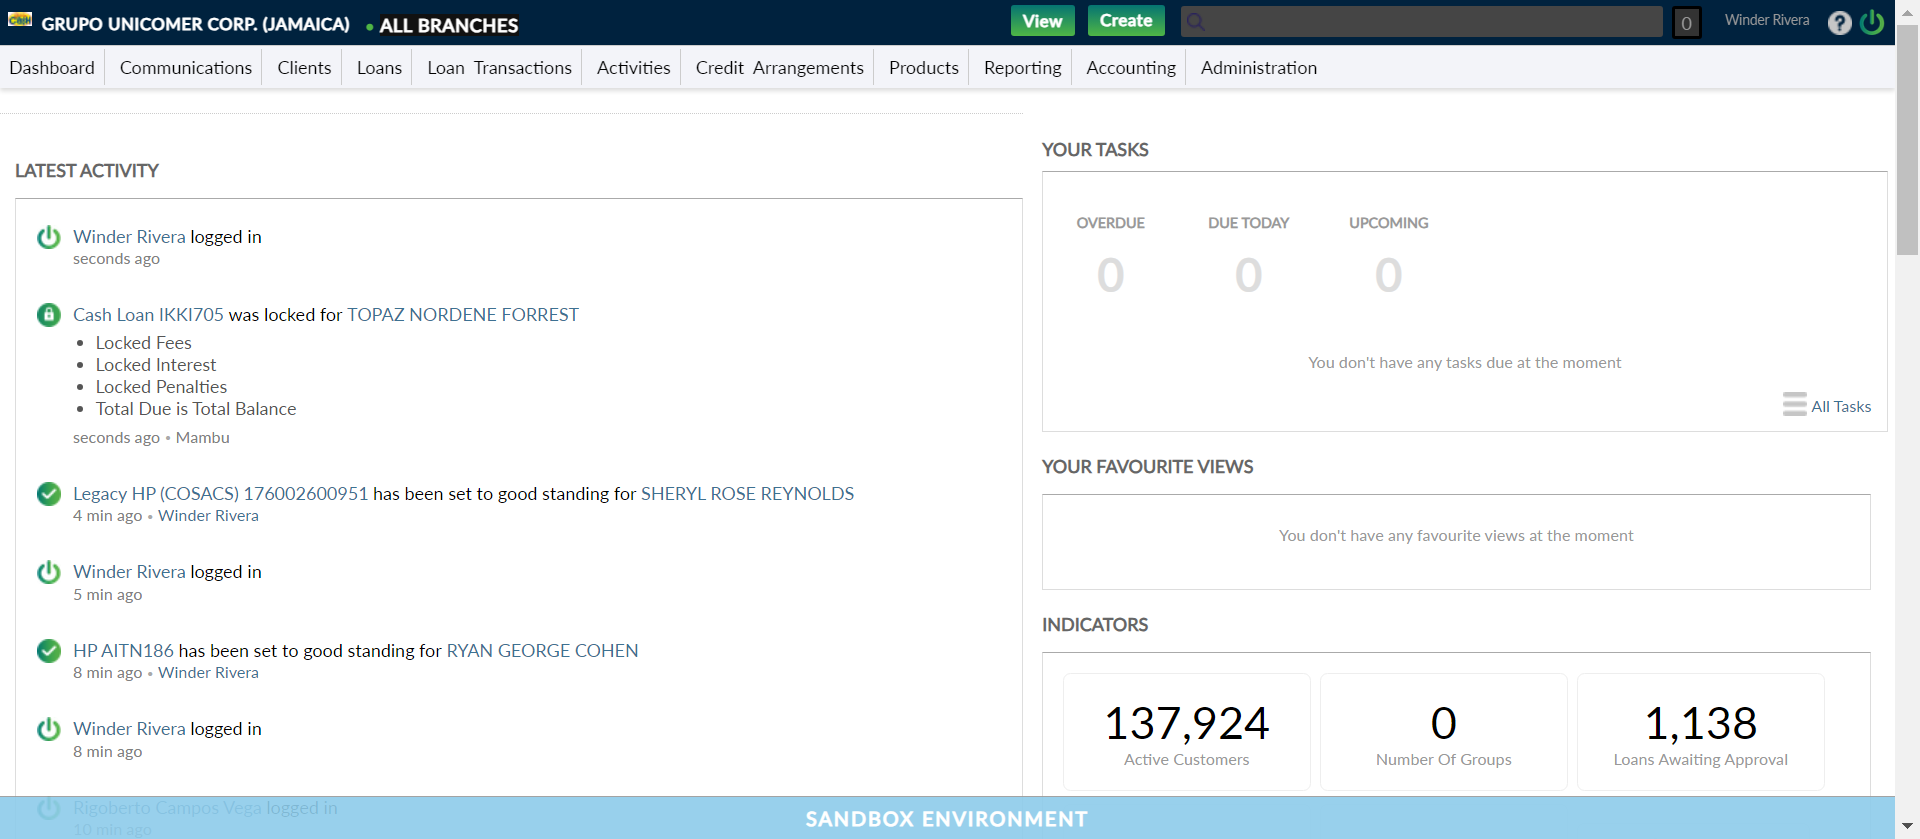 GRUPO UNICOMER CORP. (JAMAICA) • ALL BRANCHES
View Create 0 Winder Rivera ?
Dashboard Communications Clients Loans Loan Transactions Activities Credit Arrangements Products Reporting Accounting Administration
LATEST ACTIVITY
Winder Rivera logged in
seconds ago
Cash Loan IKKI705 was locked for TOPAZ NORDENE FORREST
• Locked Fees
• Locked Interest
• Locked Penalties
• Total Due is Total Balance
seconds ago • Mambu
Legacy HP (COSACS) 176002600951 has been set to good standing for SHERYL ROSE REYNOLDS
4 min ago • Winder Rivera
Winder Rivera logged in
5 min ago
HP AITN186 has been set to good standing for RYAN GEORGE COHEN
8 min ago • Winder Rivera
Winder Rivera logged in
8 min ago
Rigoberto Campos Vega logged in
10 min ago
YOUR TASKS
OVERDUE DUE TODAY UPCOMING
0 0 0
You don't have any tasks due at the moment
All Tasks
YOUR FAVOURITE VIEWS
You don't have any favourite views at the moment
INDICATORS
137,924 0 1,138
Active Customers Number Of Groups Loans Awaiting Approval
SANDBOX ENVIRONMENT